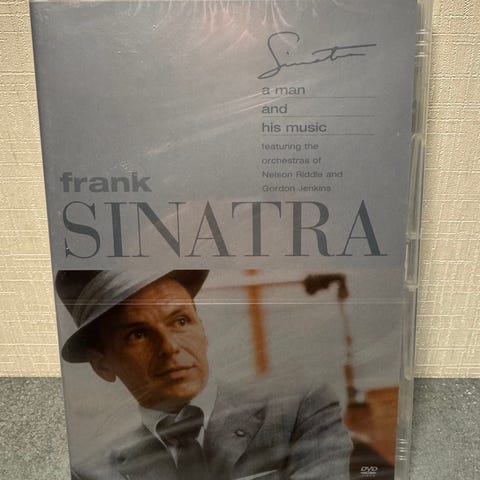 Sinatra
a man
and
his music
featuring the
orchestras of
Nelson Riddle and
Gordon Jenkins
frank
SINATRA
DVD